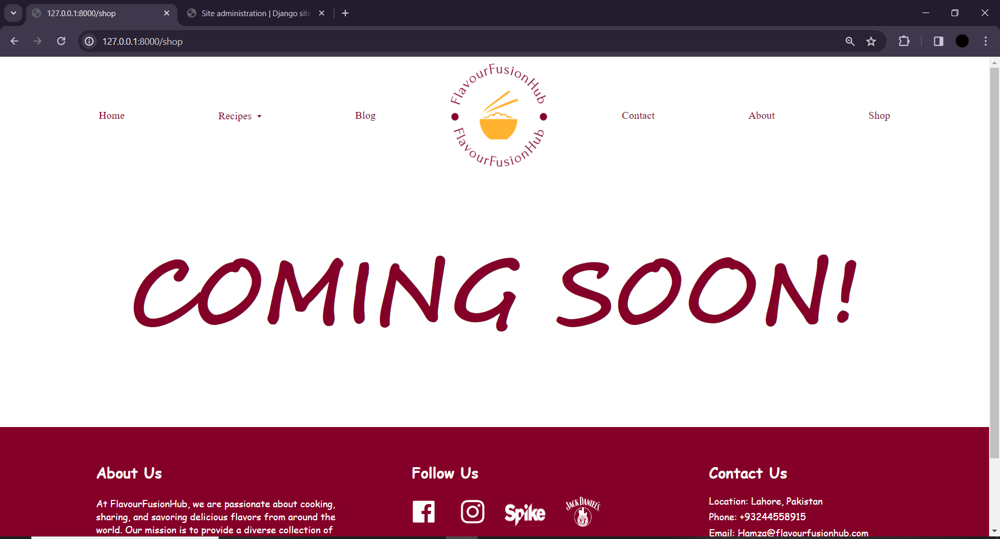 127.0.0.1:8000/shop
Site administration | Django site
127.0.0.1:8000/shop
FlavourFusionHub
FlavourFusionHub
Home
Recipes
Blog
Contact
About
Shop
COMING SOON!
About Us
At FlavourFusionHub, we are passionate about cooking,
sharing, and savoring delicious flavors from around the
world. Our mission is to provide a diverse collection of
Follow Us
Spike
JACK DANIEL'S
Contact Us
Location: Lahore, Pakistan
Phone: +93244558915
Email: Hamza@flavourfusionhub.com